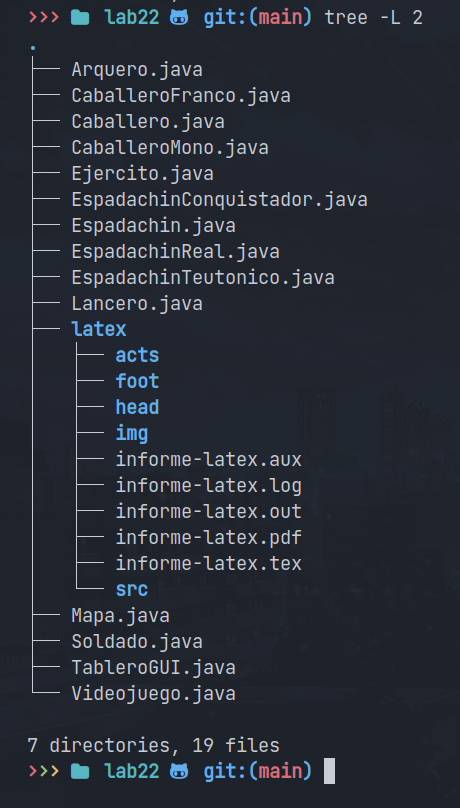 >>> lab22 git:(main) tree -L 2
.
├── Arquero.java
├── CaballeroFranco.java
├── Caballero.java
├── CaballeroMono.java
├── Ejercito.java
├── EspadachinConquistador.java
├── Espadachin.java
├── EspadachinReal.java
├── EspadachinTeutonico.java
├── Lancero.java
├── latex
│   ├── acts
│   ├── foot
│   ├── head
│   ├── img
│   ├── informe-latex.aux
│   ├── informe-latex.log
│   ├── informe-latex.out
│   ├── informe-latex.pdf
│   ├── informe-latex.tex
│   └── src
├── Mapa.java
├── Soldado.java
├── TableroGUI.java
└── Videojuego.java
7 directories, 19 files
>>> lab22 git:(main)